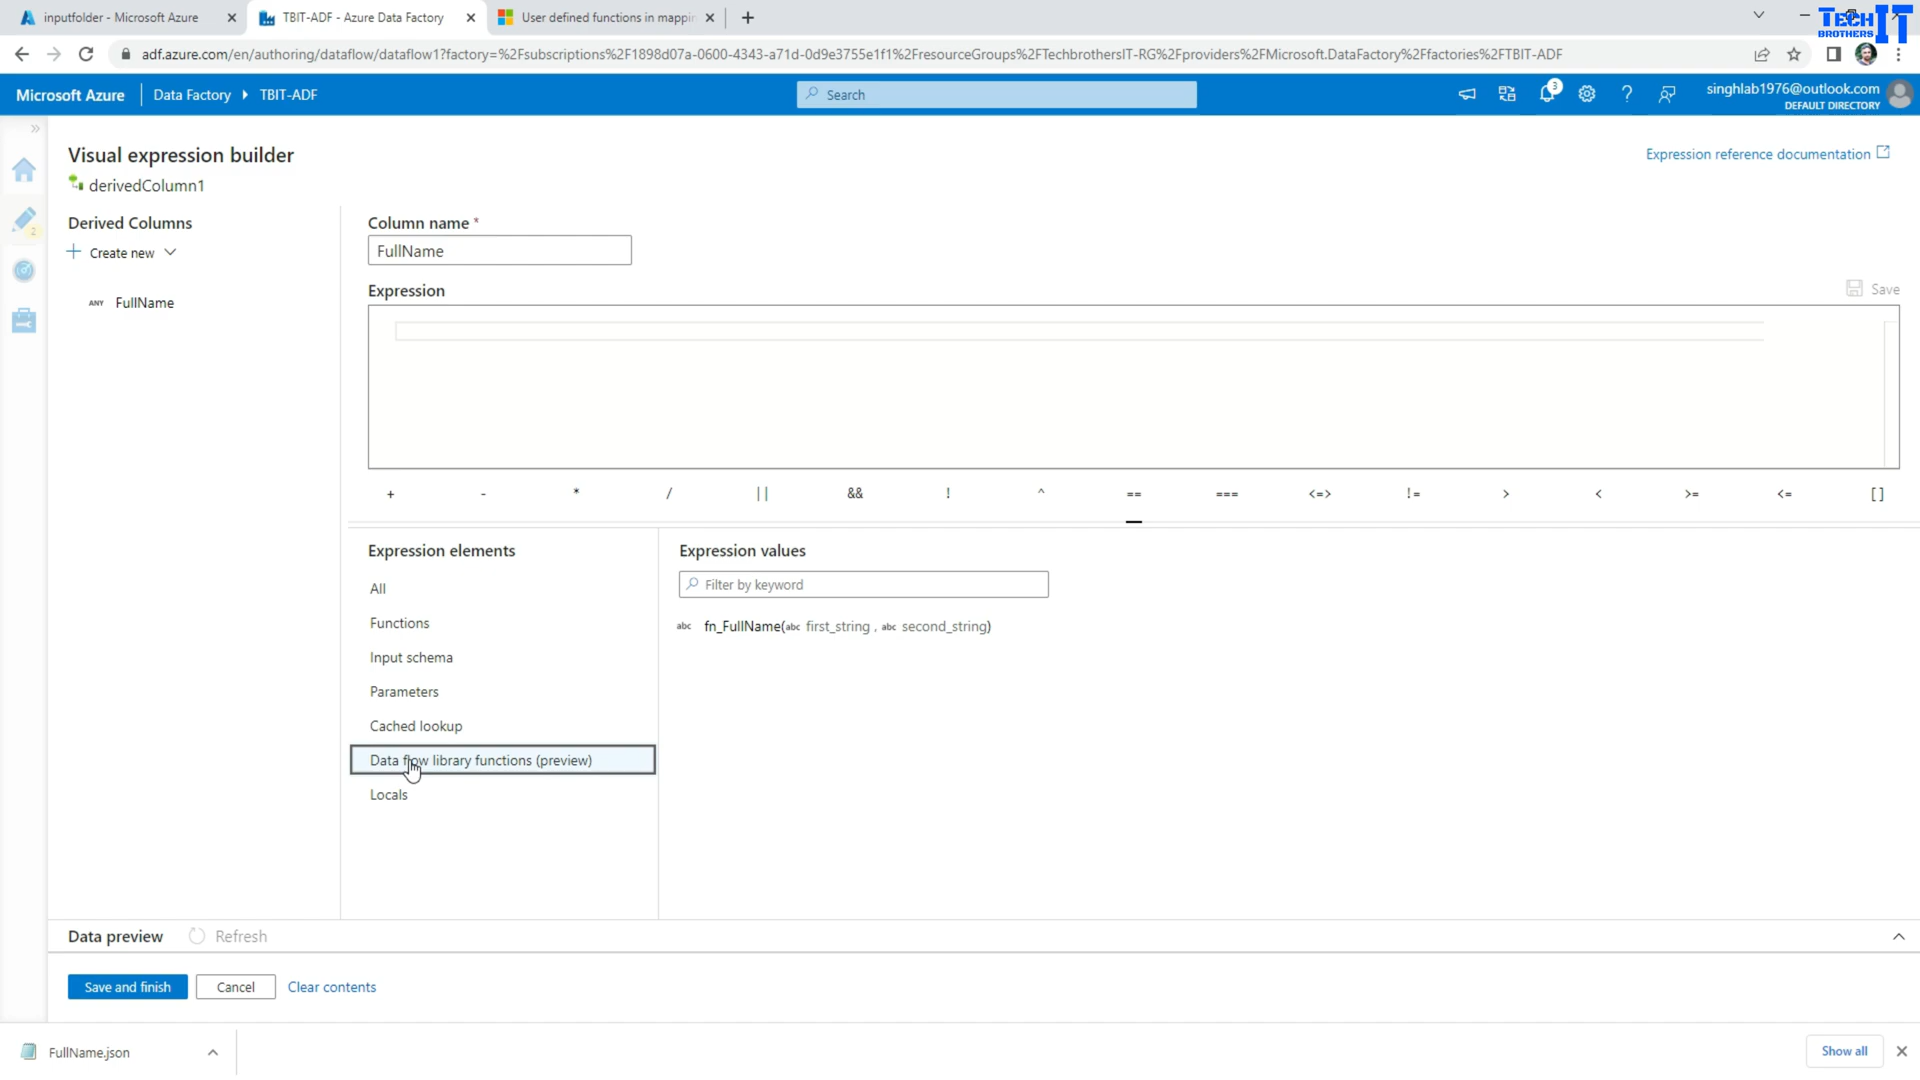 inputfolder - Microsoft Azure
TBIT-ADF - Azure Data Factory
User defined functions in mappin
TECH IT
BROTHERS
adf.azure.com/en/authoring/dataflow/dataflow1?factory=%2Fsubscriptions%2F1898d07a-0600-4343-a71d-0d9e3755e1f1%2FresourceGroups%2FTechbrothersIT-RG%2Fproviders%2FMicrosoft.DataFactory%2Ffactories%2FTBIT-ADF
Microsoft Azure
Data Factory
TBIT-ADF
Search
3
singhlab1976@outlook.com
DEFAULT DIRECTORY
Visual expression builder
Expression reference documentation
derivedColumn1
2
Derived Columns
Create new
ANY FullName
Column name *
FullName
Expression
Save
+ - * / || && ! ^ == === <=> != > < >= <= []
Expression elements
All
Functions
Input schema
Parameters
Cached lookup
Data flow library functions (preview)
Locals
Expression values
Filter by keyword
abc fn_FullName(abc first_string , abc second_string)
Data preview
Refresh
Save and finish
Cancel
Clear contents
FullName.json
Show all